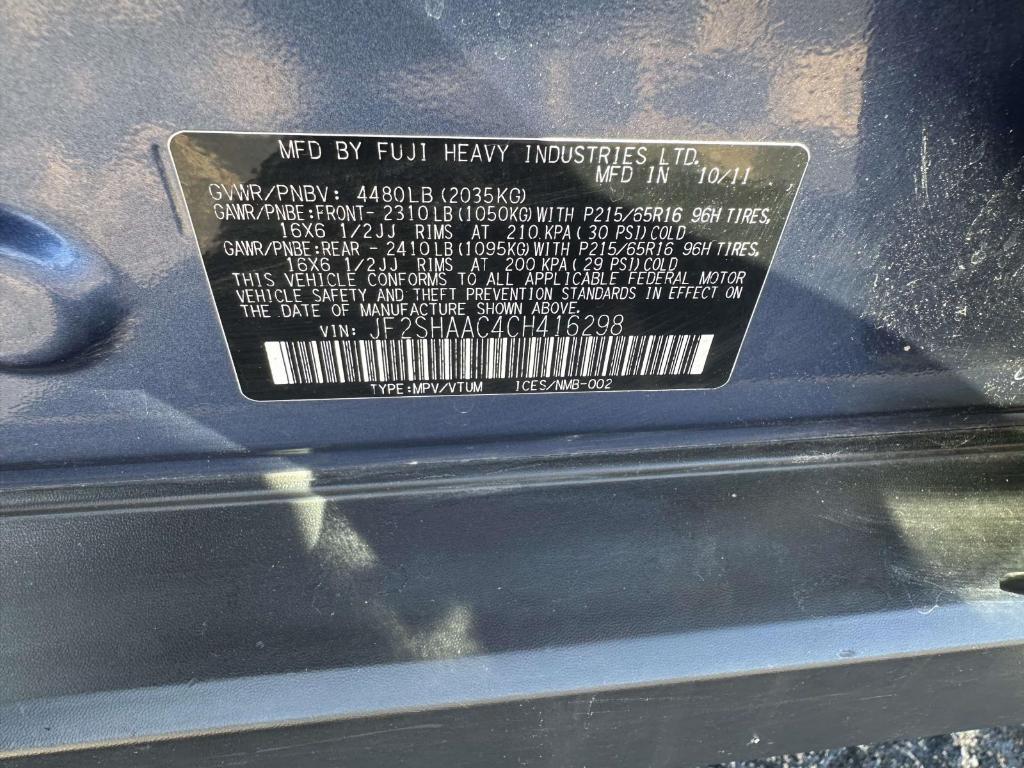 MFD BY FUJI HEAVY INDUSTRIES LTD.
MFD IN 10/11
GVWR/PNBV: 4480LB(2035KG)
GAWR/PNBE:FRONT- 2310LB(1050KG)WITH P215/65R16 96H TIRES,
16X6 1/2JJ RIMS AT 210KPA(30 PSI)COLD
GAWR/PNBE:REAR - 2410LB(1095KG)WITH P215/65R16 96H TIRES,
16X6 1/2JJ RIMS AT 200KPA(29 PSI)COLD
THIS VEHICLE CONFORMS TO ALL APPLICABLE FEDERAL MOTOR
VEHICLE SAFETY AND THEFT PREVENTION STANDARDS IN EFFECT ON
THE DATE OF MANUFACTURE SHOWN ABOVE.
VIN: JF2SHAAC4CH416298
TYPE:MPV/VTUM ICES/NMB-002